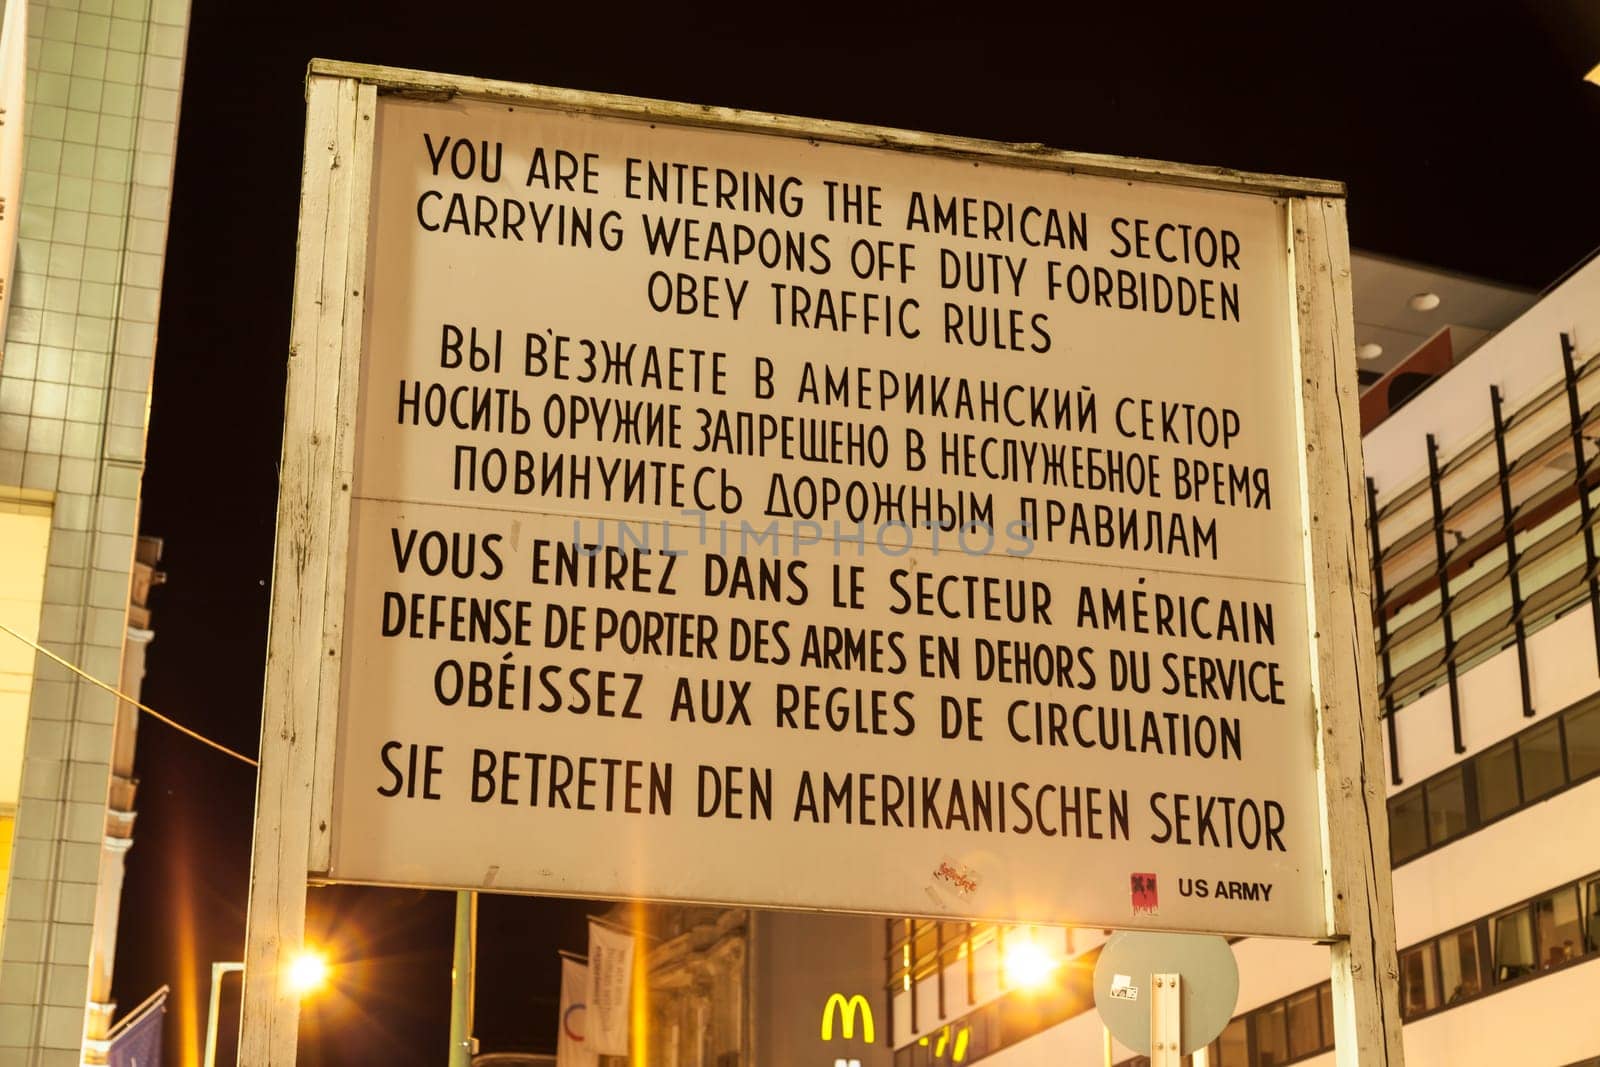 YOU ARE ENTERING THE AMERICAN SECTOR
CARRYING WEAPONS OFF DUTY FORBIDDEN
OBEY TRAFFIC RULES
ВЫ В'ЕЗЖАЕТЕ В АМЕРИКАНСКИЙ СЕКТОР
НОСИТЬ ОРУЖИЕ ЗАПРЕЩЕНО В НЕСЛУЖЕБНОЕ ВРЕМЯ
ПОВИНУИТЕСЬ ДОРОЖНЫМ ПРАВИЛАМ
UNLIMPHOTOS
VOUS ENTREZ DANS LE SECTEUR AMÉRICAIN
DEFENSE DE PORTER DES ARMES EN DEHORS DU SERVICE
OBÉISSEZ AUX REGLES DE CIRCULATION
SIE BETRETEN DEN AMERIKANISCHEN SEKTOR
US ARMY